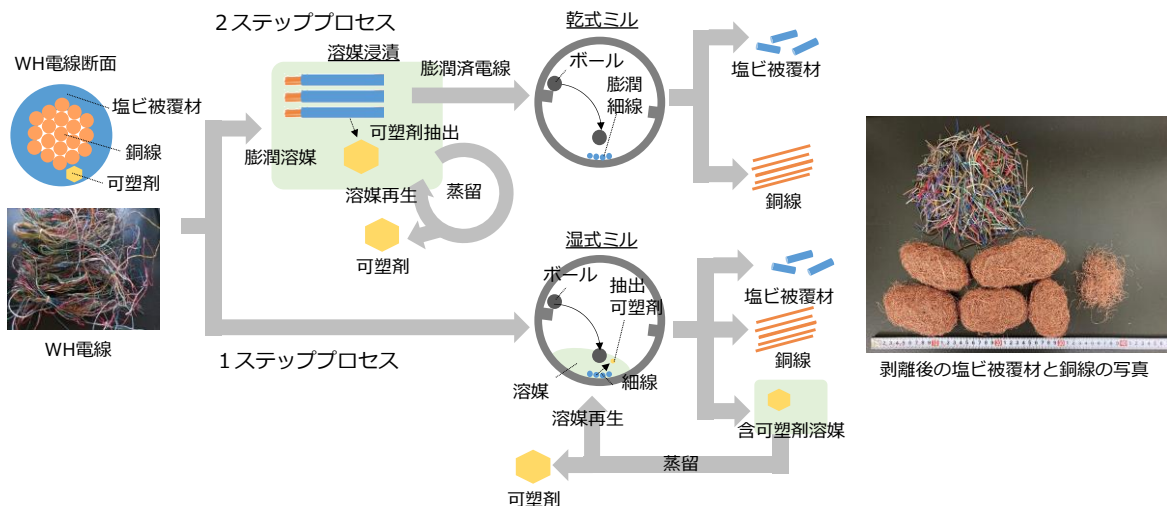 2ステッププロセス
乾式ミル
溶媒浸漬
WH電線断面
塩ビ被覆材
銅線
可塑剤
膨潤溶媒
可塑剤抽出
溶媒再生
蒸留
可塑剤
膨潤済電線
ボール
膨潤
細線
塩ビ被覆材
銅線
WH電線
1ステッププロセス
湿式ミル
ボール
抽出
可塑剤
溶媒
細線
溶媒再生
塩ビ被覆材
銅線
含可塑剤溶媒
蒸留
可塑剤
剥離後の塩ビ被覆材と銅線の写真